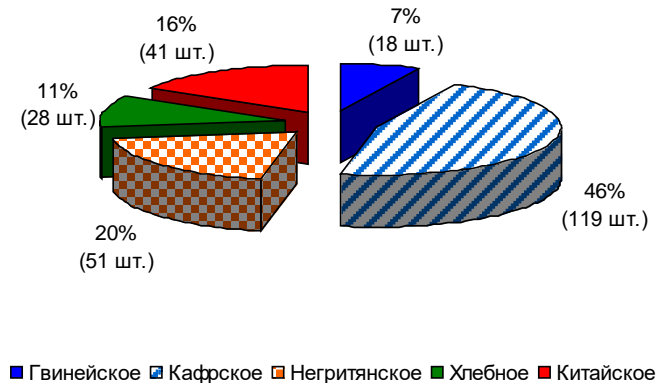 16%
(41 шт.)
7%
(18 шт.)
11%
(28 шт.)
46%
(119 шт.)
20%
(51 шт.)
Гвинейское Кафрское Негритянское Хлебное Китайское